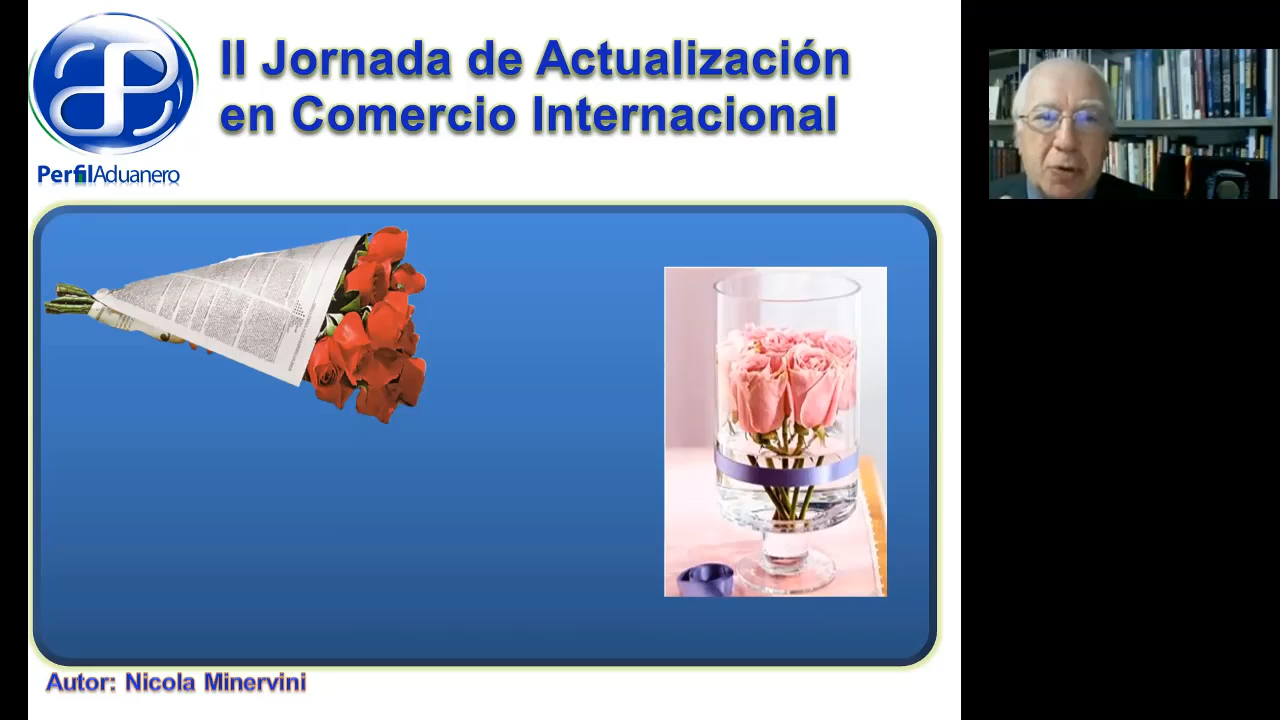 II Jornada de Actualización
en Comercio Internacional
PerfilAduanero
Autor: Nicola Minervini